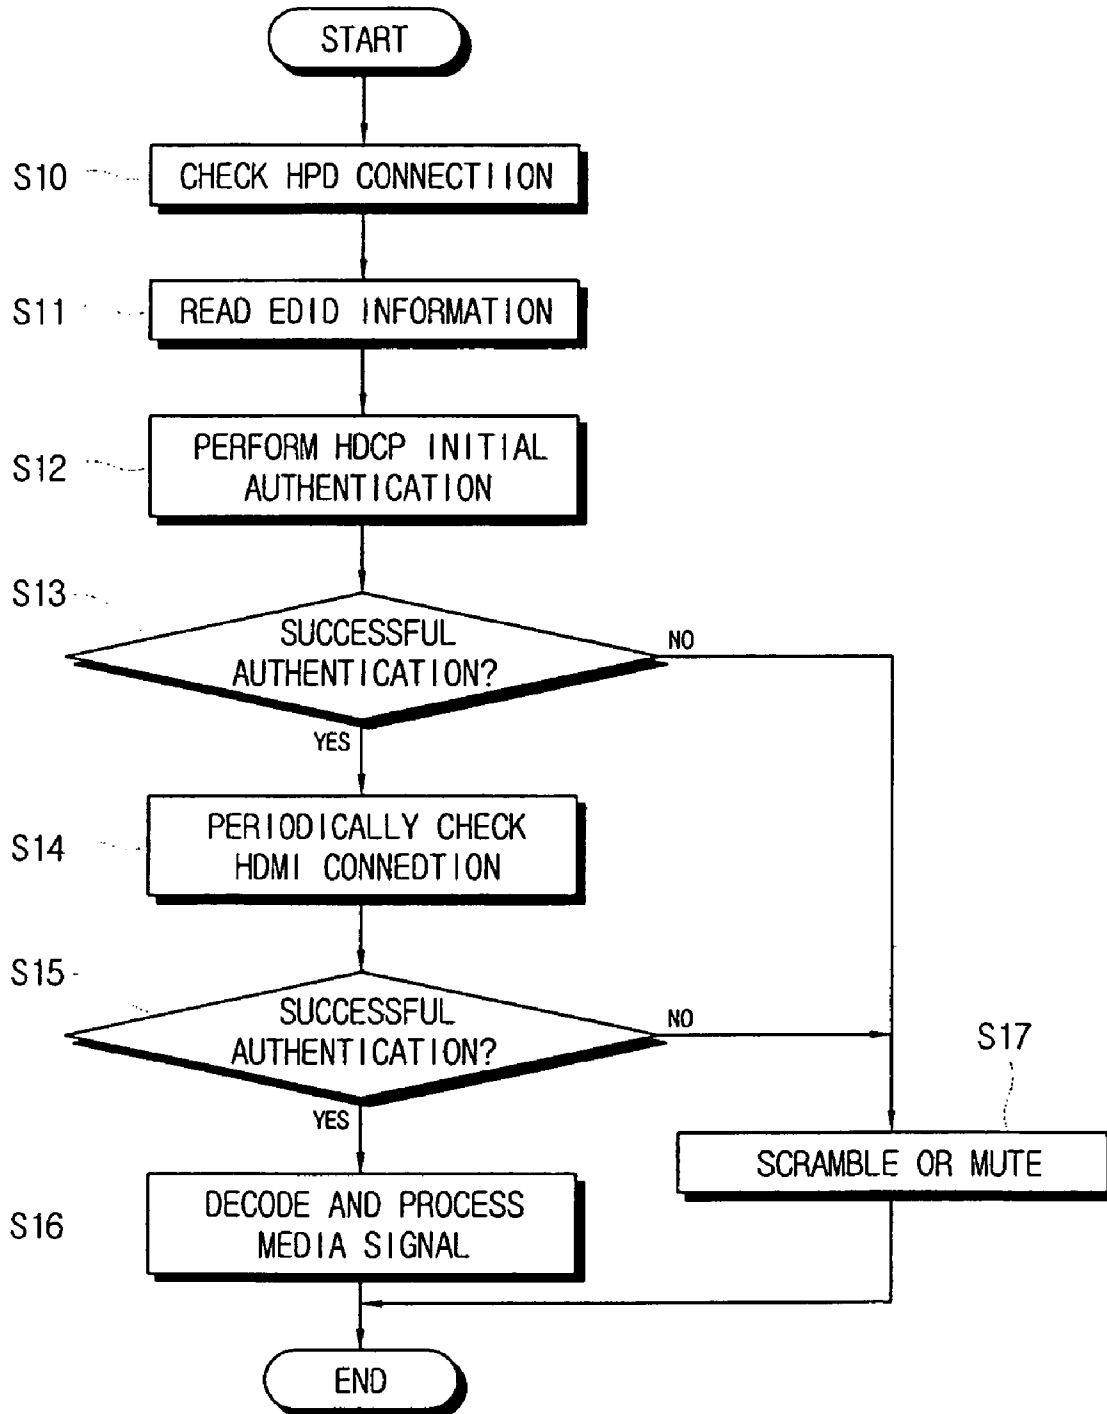 START
S10
CHECK HPD CONNECTIION
S11
READ EDID INFORMATION
S12
PERFORM HDCP INITIAL
AUTHENTICATION
S13
SUCCESSFUL
AUTHENTICATION?
NO
YES
S14
PERIODICALLY CHECK
HDMI CONNEDTION
S15
SUCCESSFUL
AUTHENTICATION?
NO
YES
S17
SCRAMBLE OR MUTE
S16
DECODE AND PROCESS
MEDIA SIGNAL
END